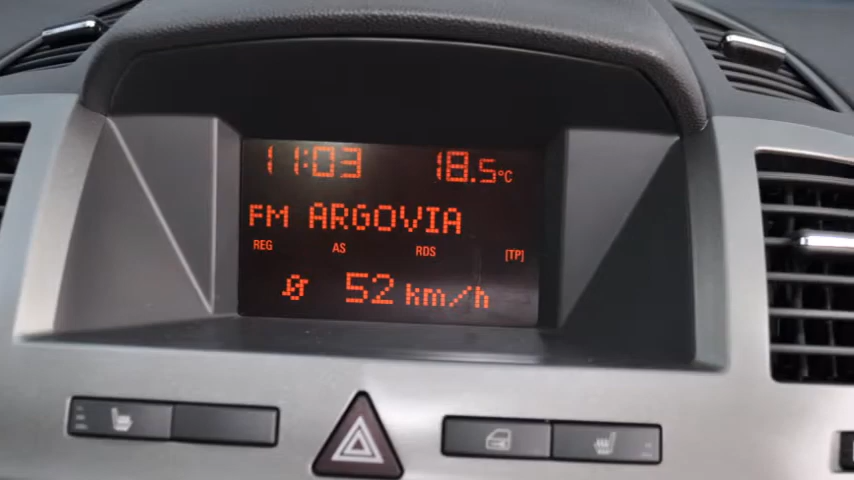 11:03 18.5°C
FM ARGOVIA
REG AS RDS [TP]
Ø 52 km/h